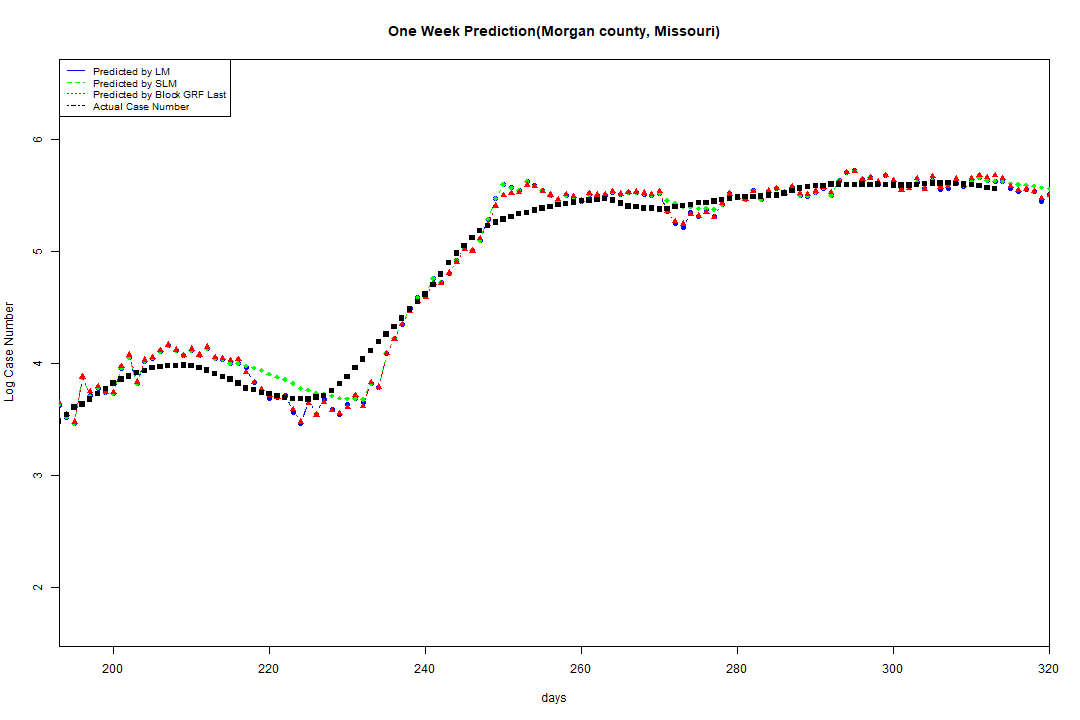 One Week Prediction(Morgan county, Missouri)
Predicted by LM
Predicted by SLM
Predicted by Block GRF Last
Actual Case Number
6
5
4
3
2
Log Case Number
200 220 240 260 280 300 320
days